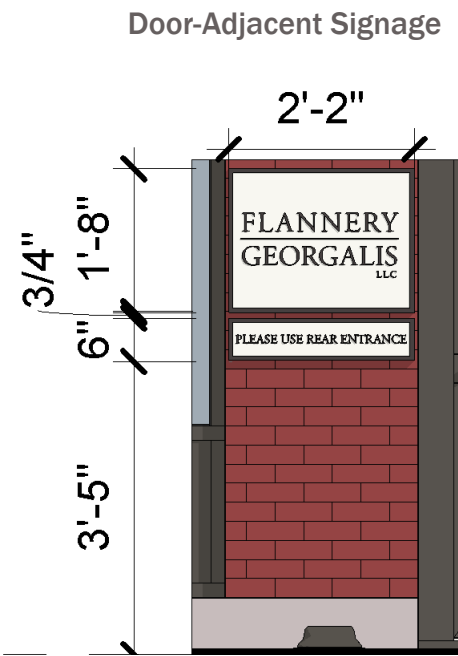 Door-Adjacent Signage
2'-2"
3/4"
1'-8"
6"
3'-5"
FLANNERY
GEORGALIS
LLC
PLEASE USE REAR ENTRANCE